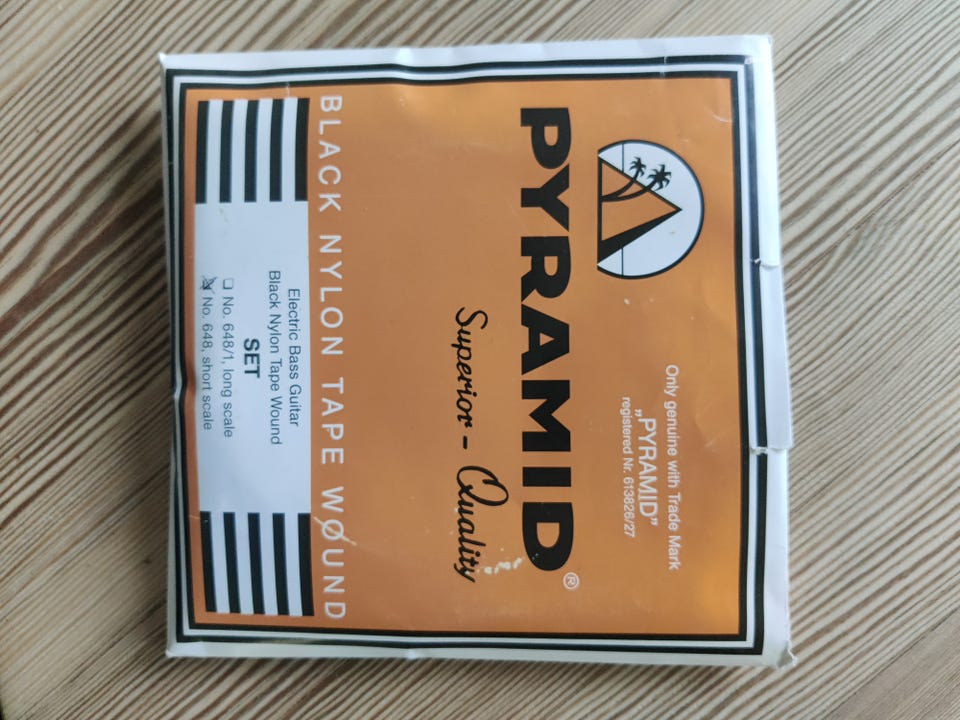 Only genuine with Trade Mark
„PYRAMID”
registered Nr. 613826/27
PYRAMID®
Superior - Quality
BLACK NYLON TAPE WOUND
Electric Bass Guitar
Black Nylon Tape Wound
SET
No. 648/1, long scale
No. 648, short scale